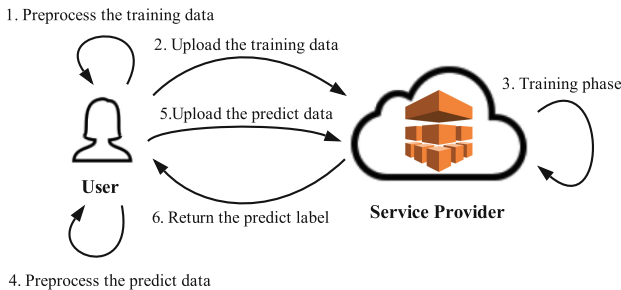 1. Preprocess the training data
2. Upload the training data
3. Training phase
5.Upload the predict data
User
6. Return the predict label
Service Provider
4. Preprocess the predict data